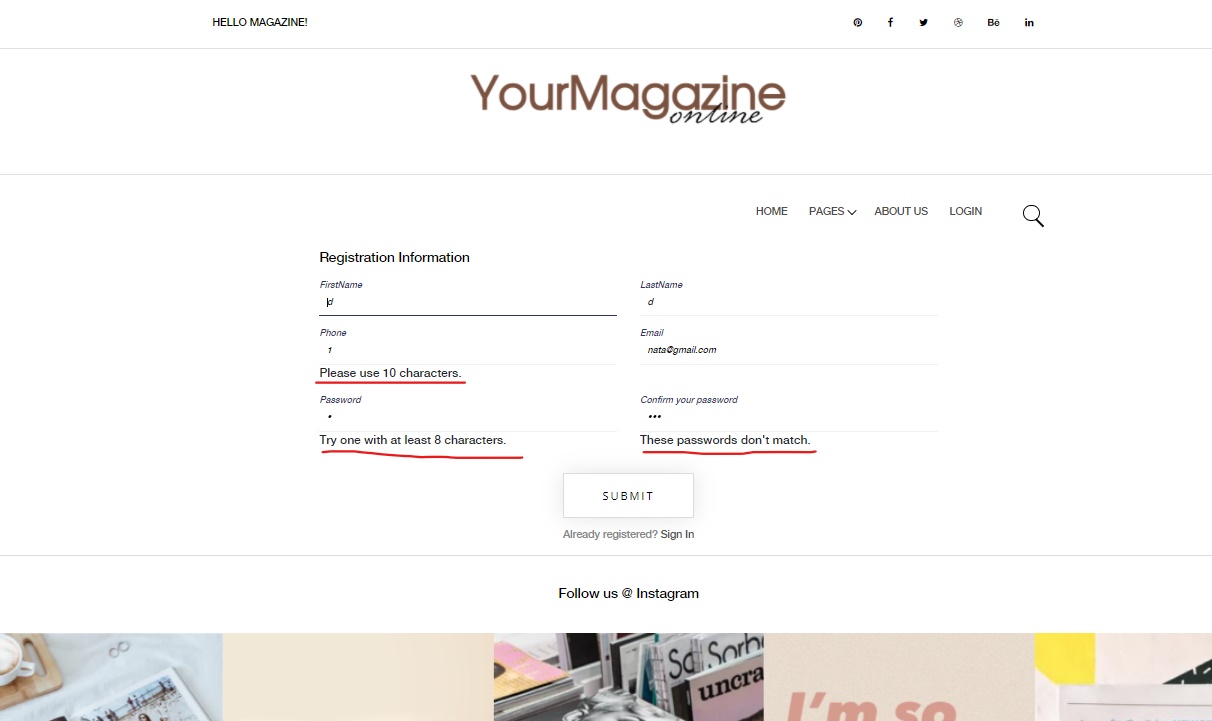 HELLO MAGAZINE!
Bē
in
YourMagazine
online
HOME PAGES ABOUT US LOGIN
Registration Information
FirstName LastName
d d
Phone Email
1 nata@gmail.com
Please use 10 characters.
Password Confirm your password
Try one with at least 8 characters. These passwords don't match.
SUBMIT
Already registered? Sign In
Follow us @ Instagram
Sorbe
uncra
I'm so